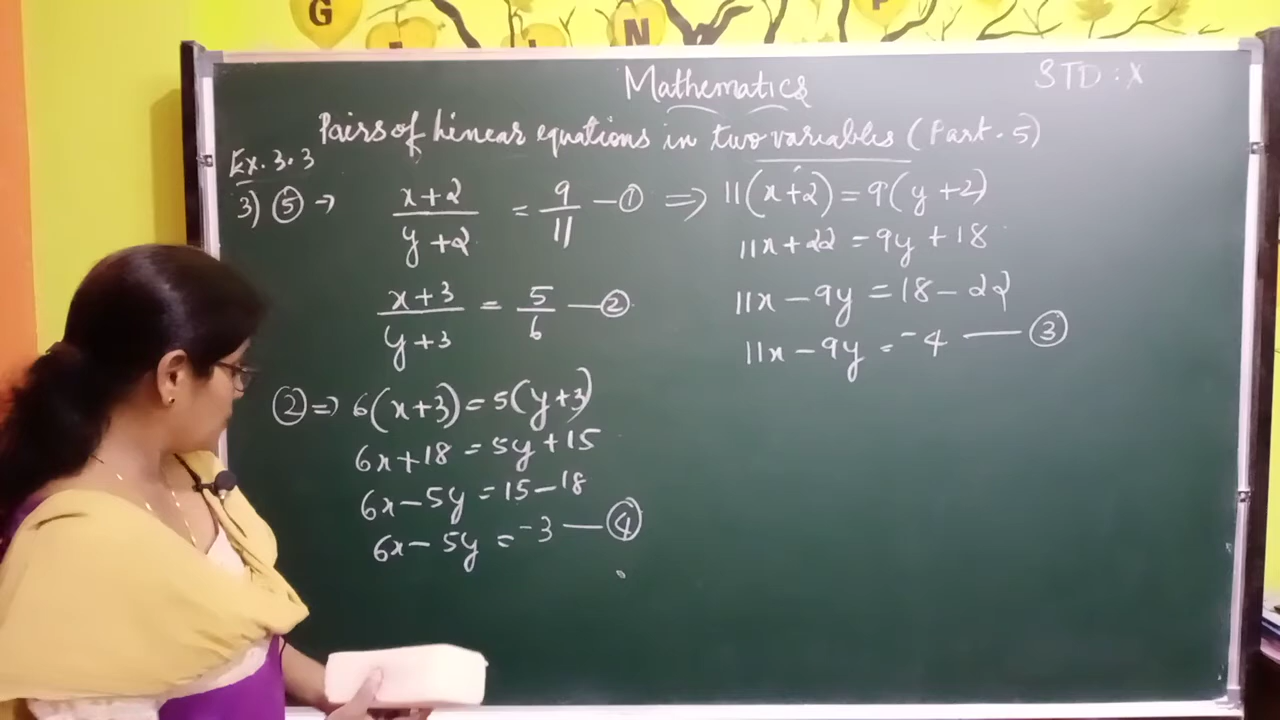 G I N P
Mathematics
STD : X
Pairs of linear equations in two variables (Part. 5)
Ex. 3.3
3) ⑤ → x+2 / y+2 = 9 / 11 — ① ⇒ 11(x+2) = 9(y+2)
11x+22 = 9y+18
x+3 / y+3 = 5 / 6 — ②
11x – 9y = 18 – 22
11x – 9y = -4 — ③
② ⇒ 6(x+3) = 5(y+3)
6x+18 = 5y+15
6x – 5y = 15 – 18
6x – 5y = -3 — ④